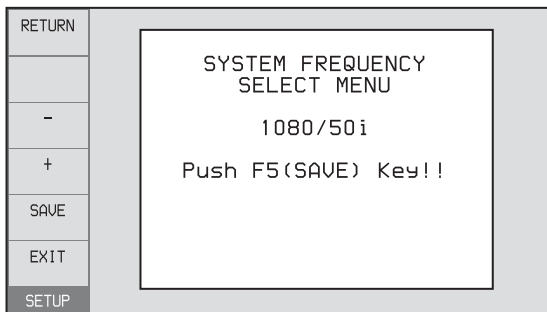 RETURN
-
+
SAVE
EXIT
SETUP
SYSTEM FREQUENCY
SELECT MENU
1080/50i
Push F5(SAVE) Key!!